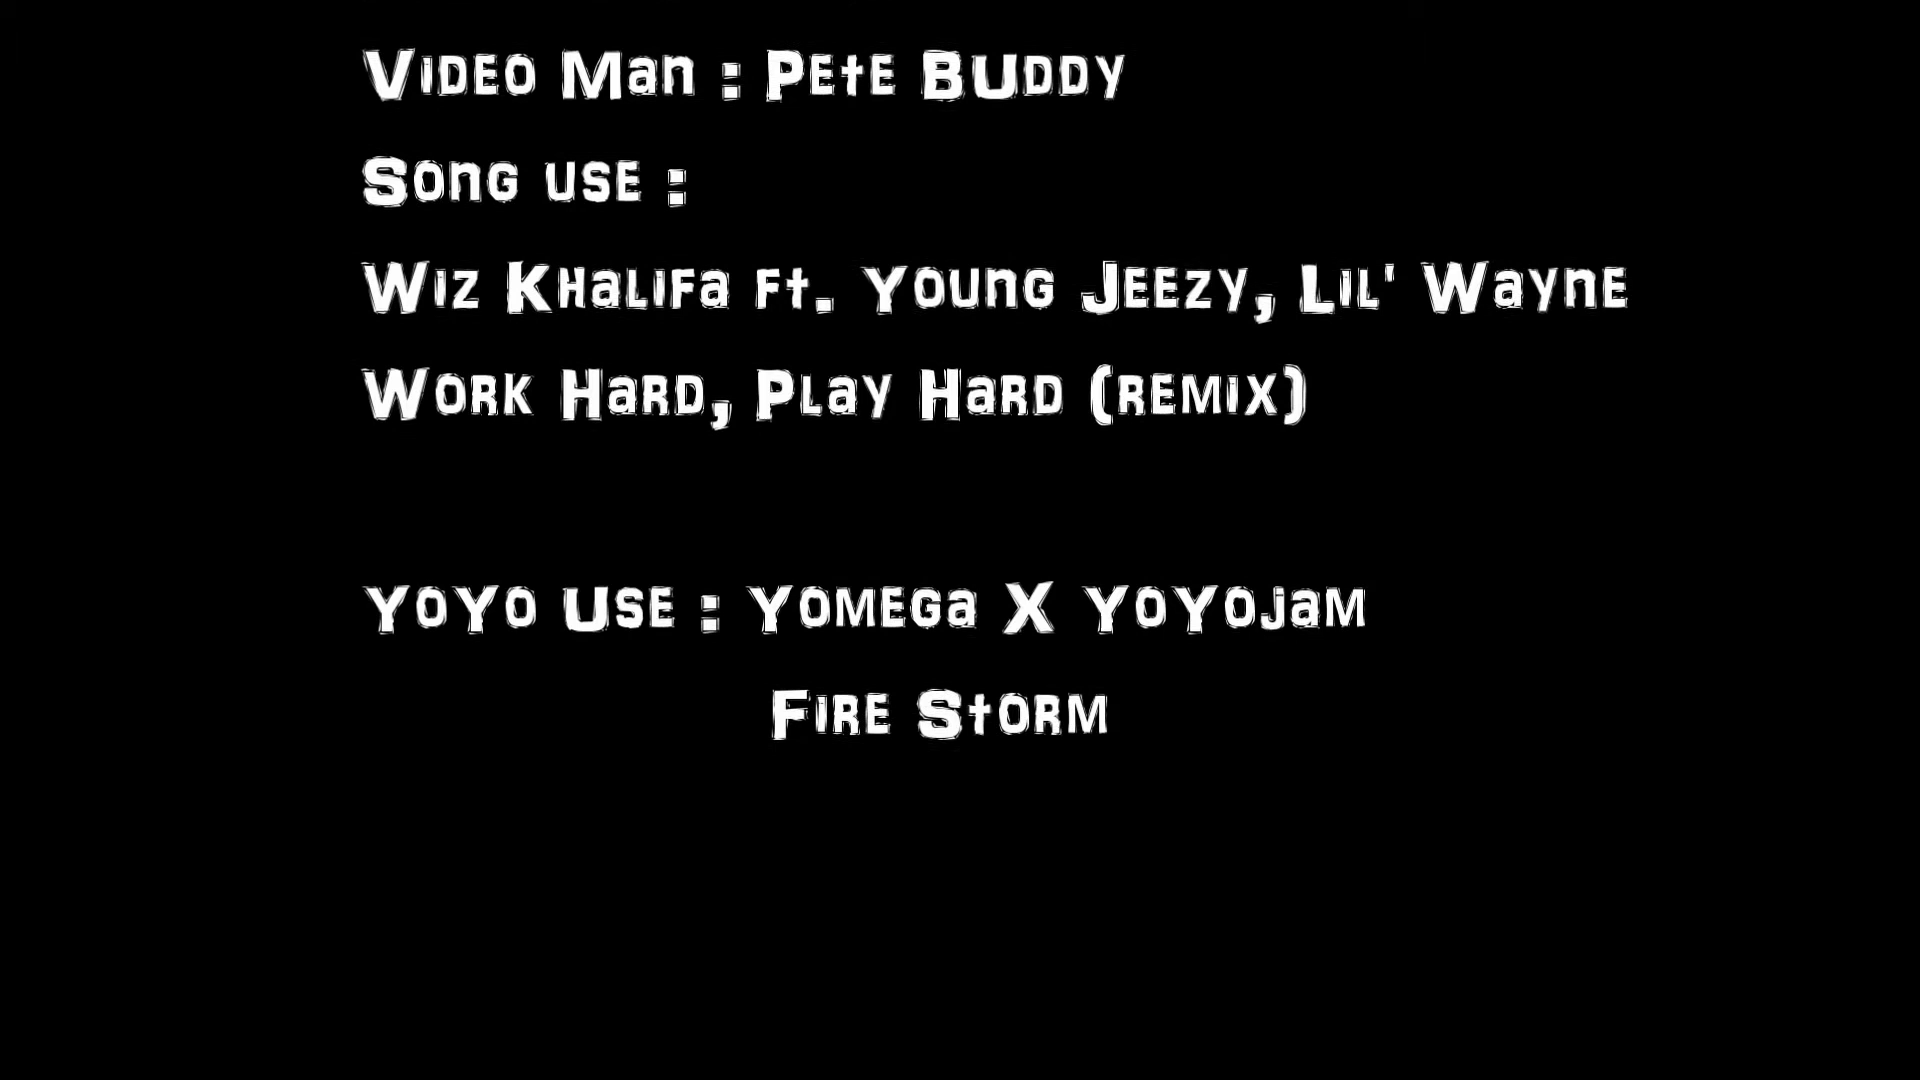 Video Man : Pete Buddy
Song use :
Wiz Khalifa ft. Young Jeezy, Lil' Wayne
Work Hard, Play Hard (remix)
YoYo Use : Yomega X YoYojam
Fire Storm